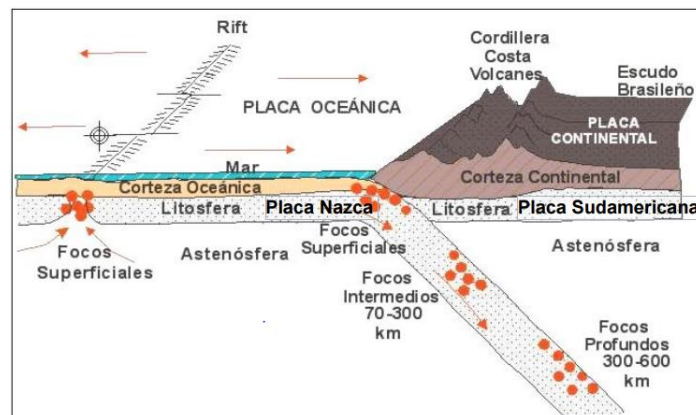 Rift
Cordillera
Costa
Volcanes
Escudo
Brasileño
PLACA OCEÁNICA
PLACA
CONTINENTAL
Mar
Corteza Oceánica
Corteza Continental
Litosfera
Placa Nazca
Litosfera
Placa Sudamericana
Focos
Superficiales
Astenósfera
Focos
Superficiales
Astenósfera
Focos
Intermedios
70-300
km
Focos
Profundos
300-600
km